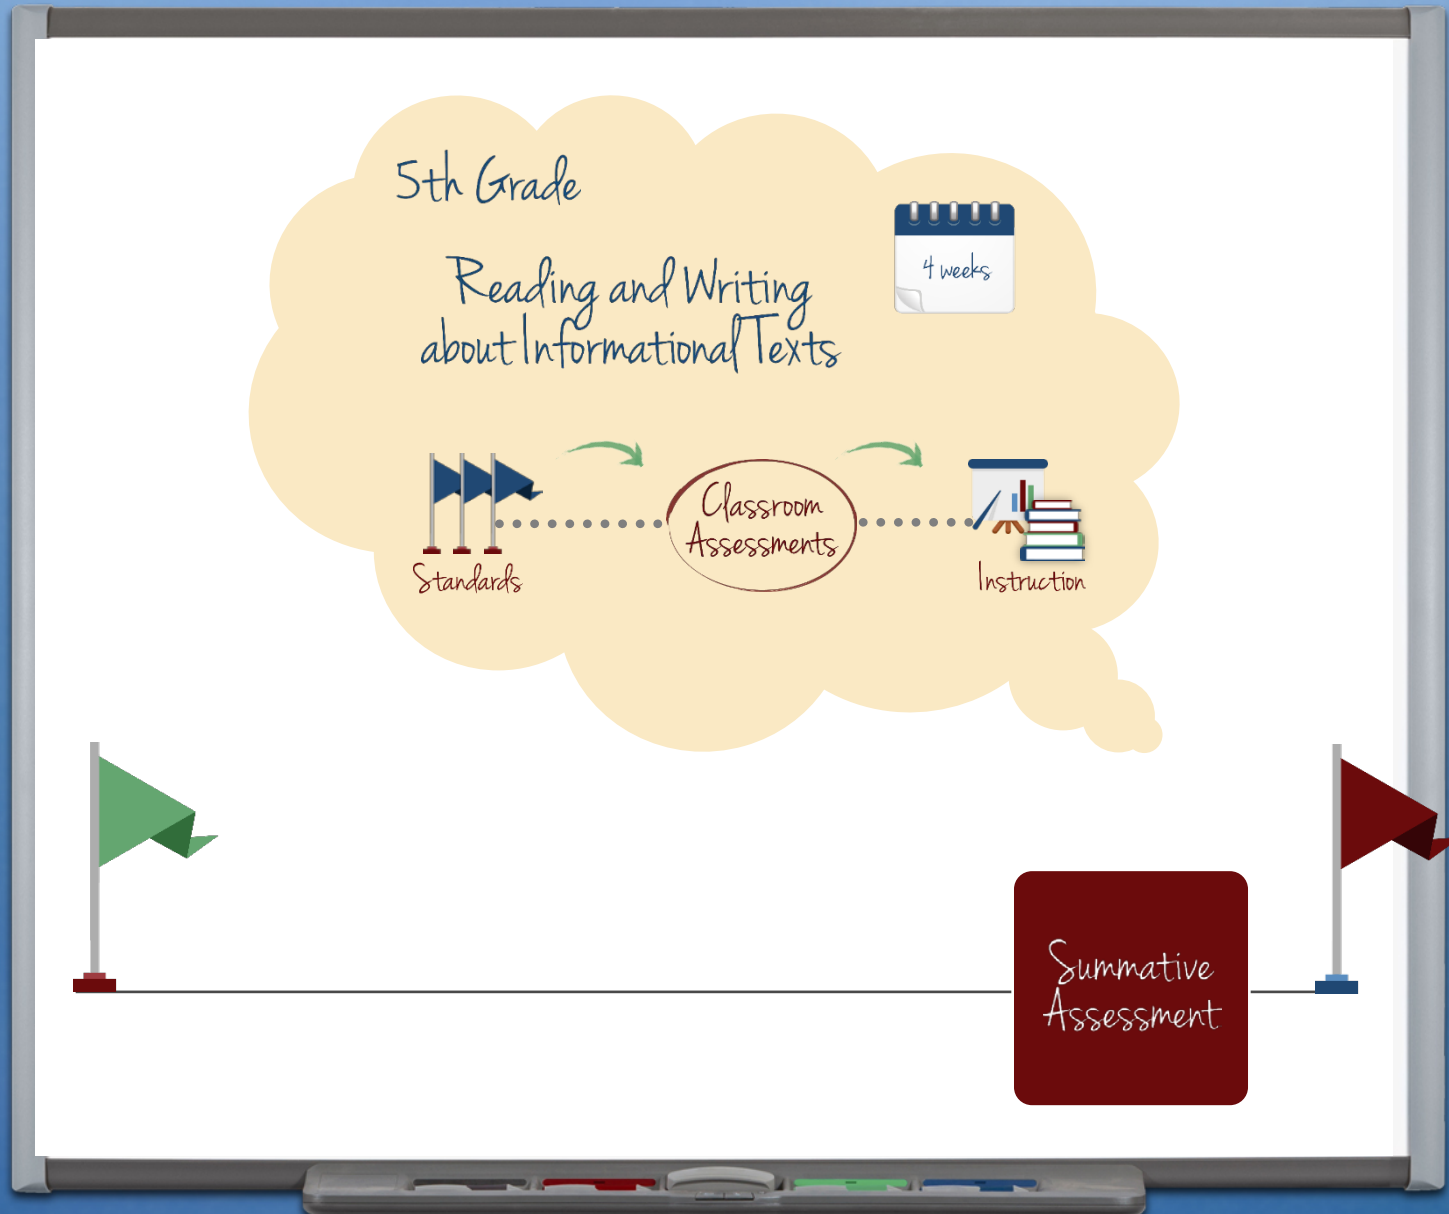 5th Grade
4 weeks
Reading and Writing
about Informational Texts
Classroom
Assessments
Standards
Instruction
Summative
Assessment